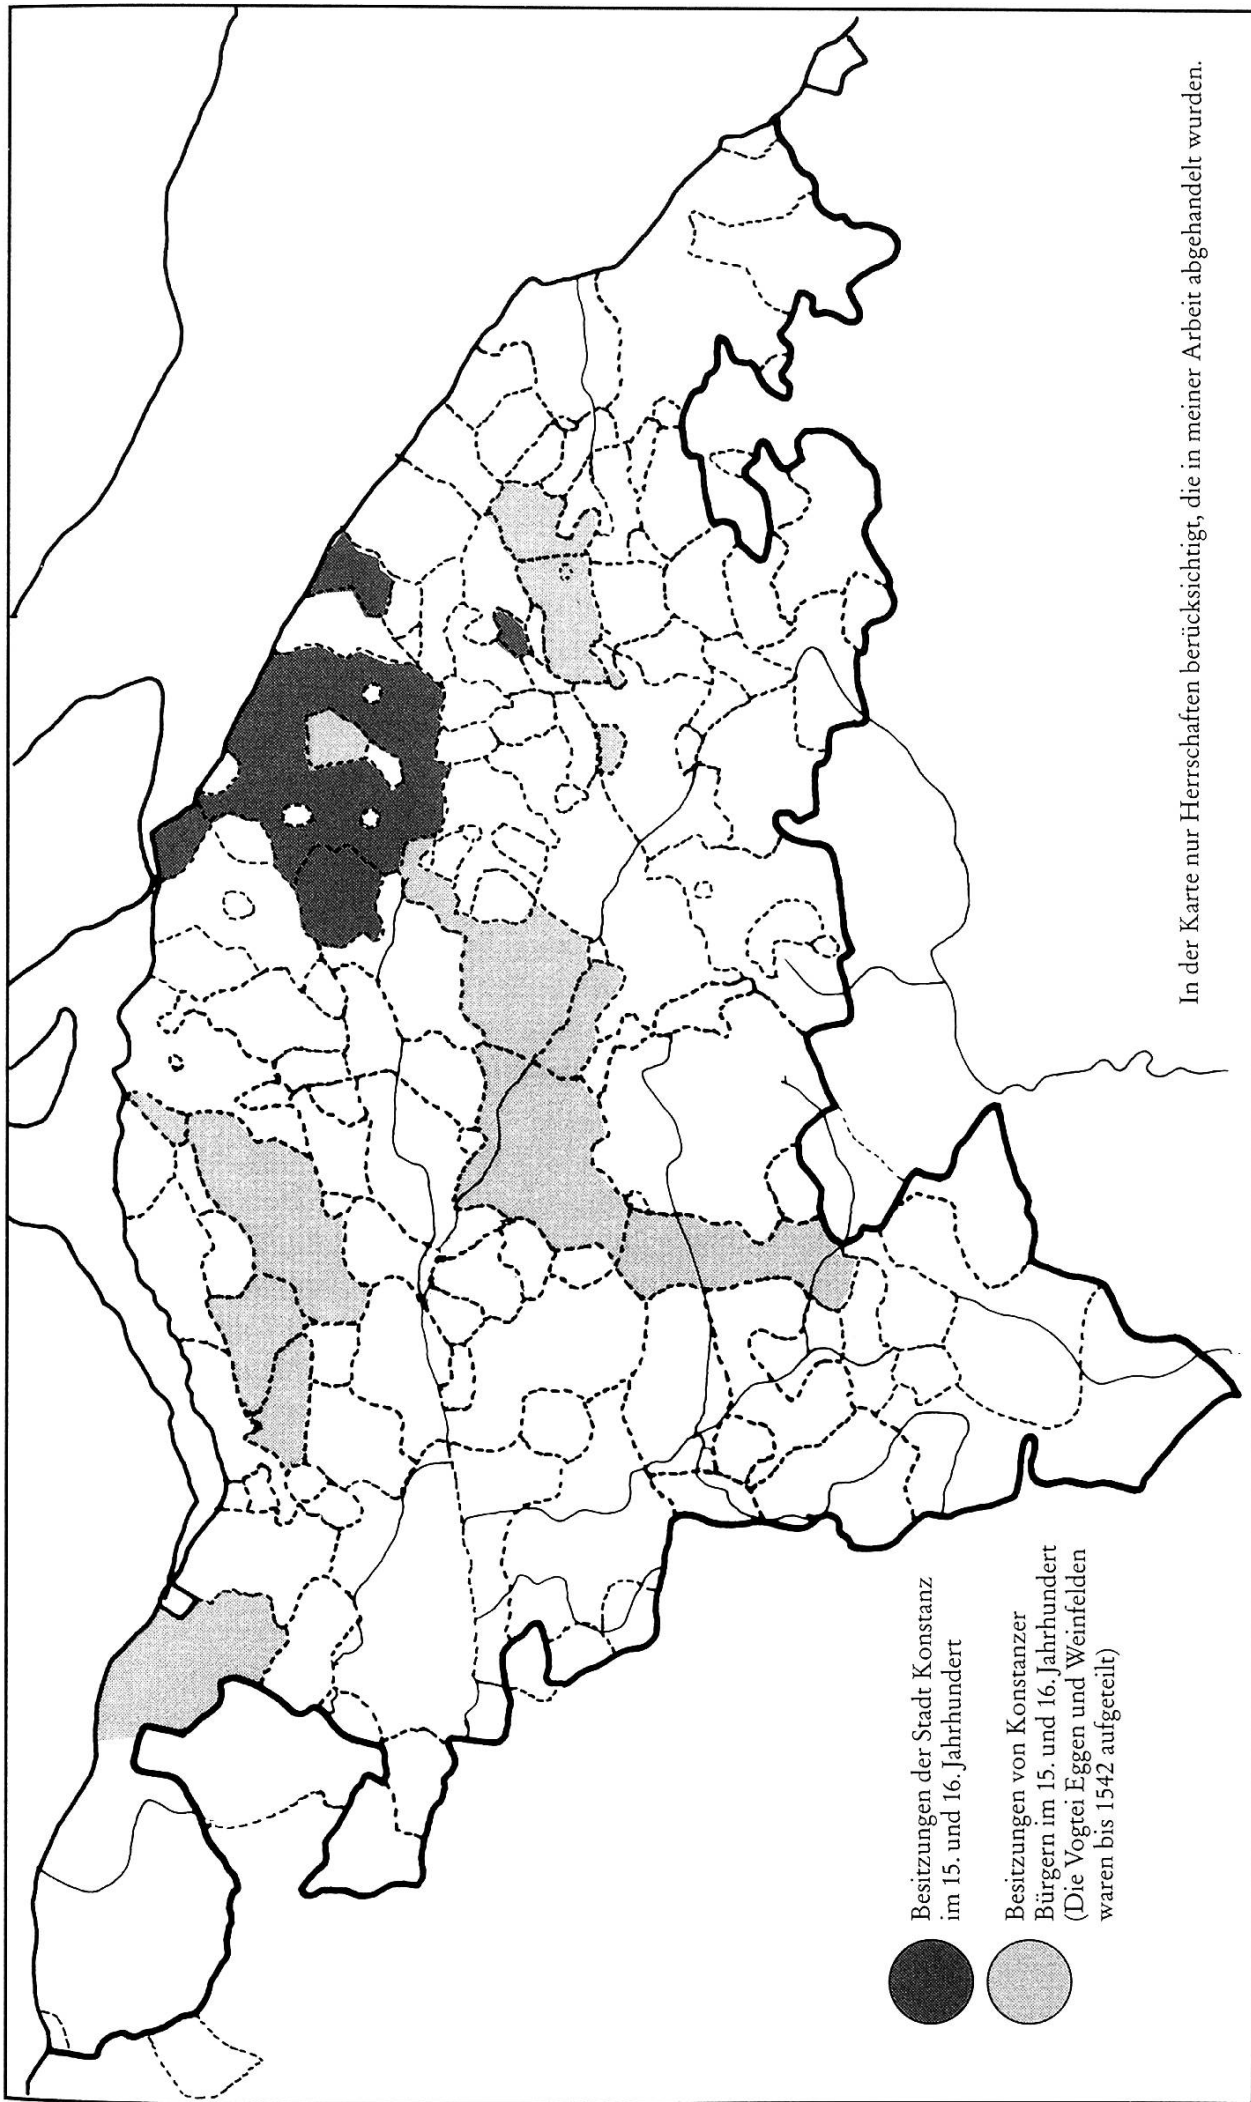 Besitzungen der Stadt Konstanz
im 15. und 16. Jahrhundert
Besitzungen von Konstanzer
Bürgern im 15. und 16. Jahrhundert
(Die Vogtei Eggen und Weinfelden
waren bis 1542 aufgeteilt)
In der Karte nur Herrschaften berücksichtigt, die in meiner Arbeit abgehandelt wurden.